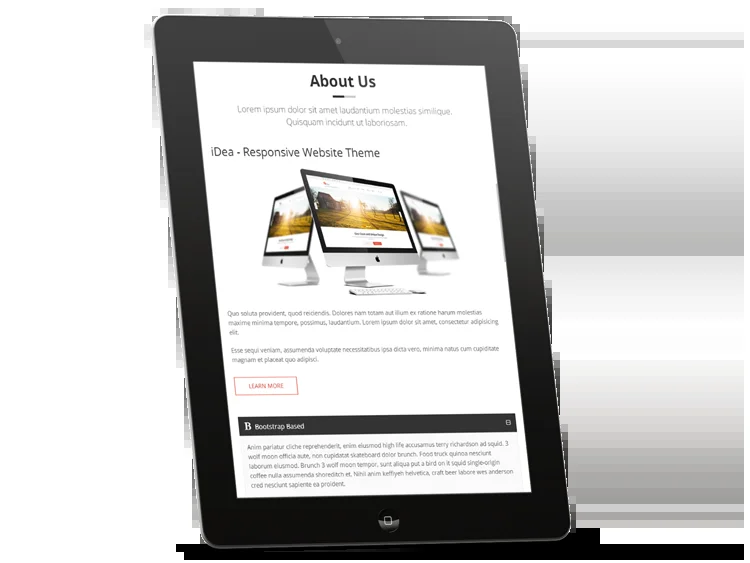 About Us
Lorem ipsum dolor sit amet laudantium molestias similique.
Quisquam incidunt ut laboriosam.
iDea - Responsive Website Theme
Quo soluta provident, quod reiciendis. Dolores nam totam aut illum ex ratione harum molestias
maxime minima tempore, possimus, laudantium. Lorem ipsum dolor sit amet, consectetur adipisicing
elit.
Esse sequi veniam, assumenda voluptate necessitatibus ipsa dicta vero, minima natus cum cupiditate
magnam et placeat quo adipisci.
LEARN MORE
B Bootstrap Based
Anim pariatur cliche reprehenderit, enim eiusmod high life accusamus terry richardson ad squid. 3
wolf moon officia aute, non cupidatat skateboard dolor brunch. Food truck quinoa nesciunt
laborum eiusmod. Brunch 3 wolf moon tempor, sunt aliqua put a bird on it squid single-origin
coffee nulla assumenda shoreditch et. Nihil anim keffiyeh helvetica, craft beer labore wes anderson
cred nesciunt sapiente ea proident.